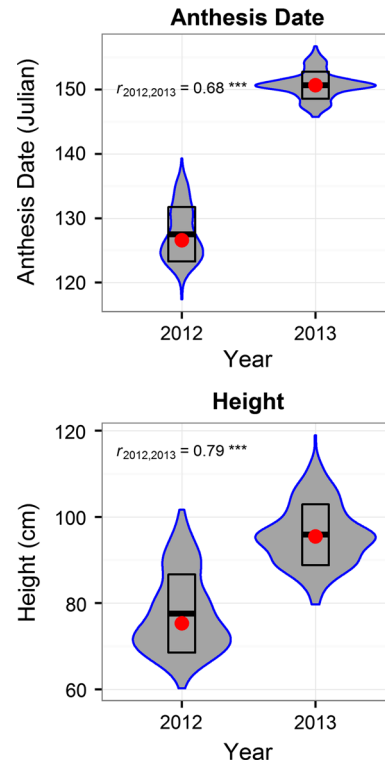 Anthesis Date
Anthesis Date (Julian)
150
140
130
120
r2012,2013 = 0.68 ***
2012 2013
Year
Height
Height (cm)
120
100
80
60
r2012,2013 = 0.79 ***
2012 2013
Year